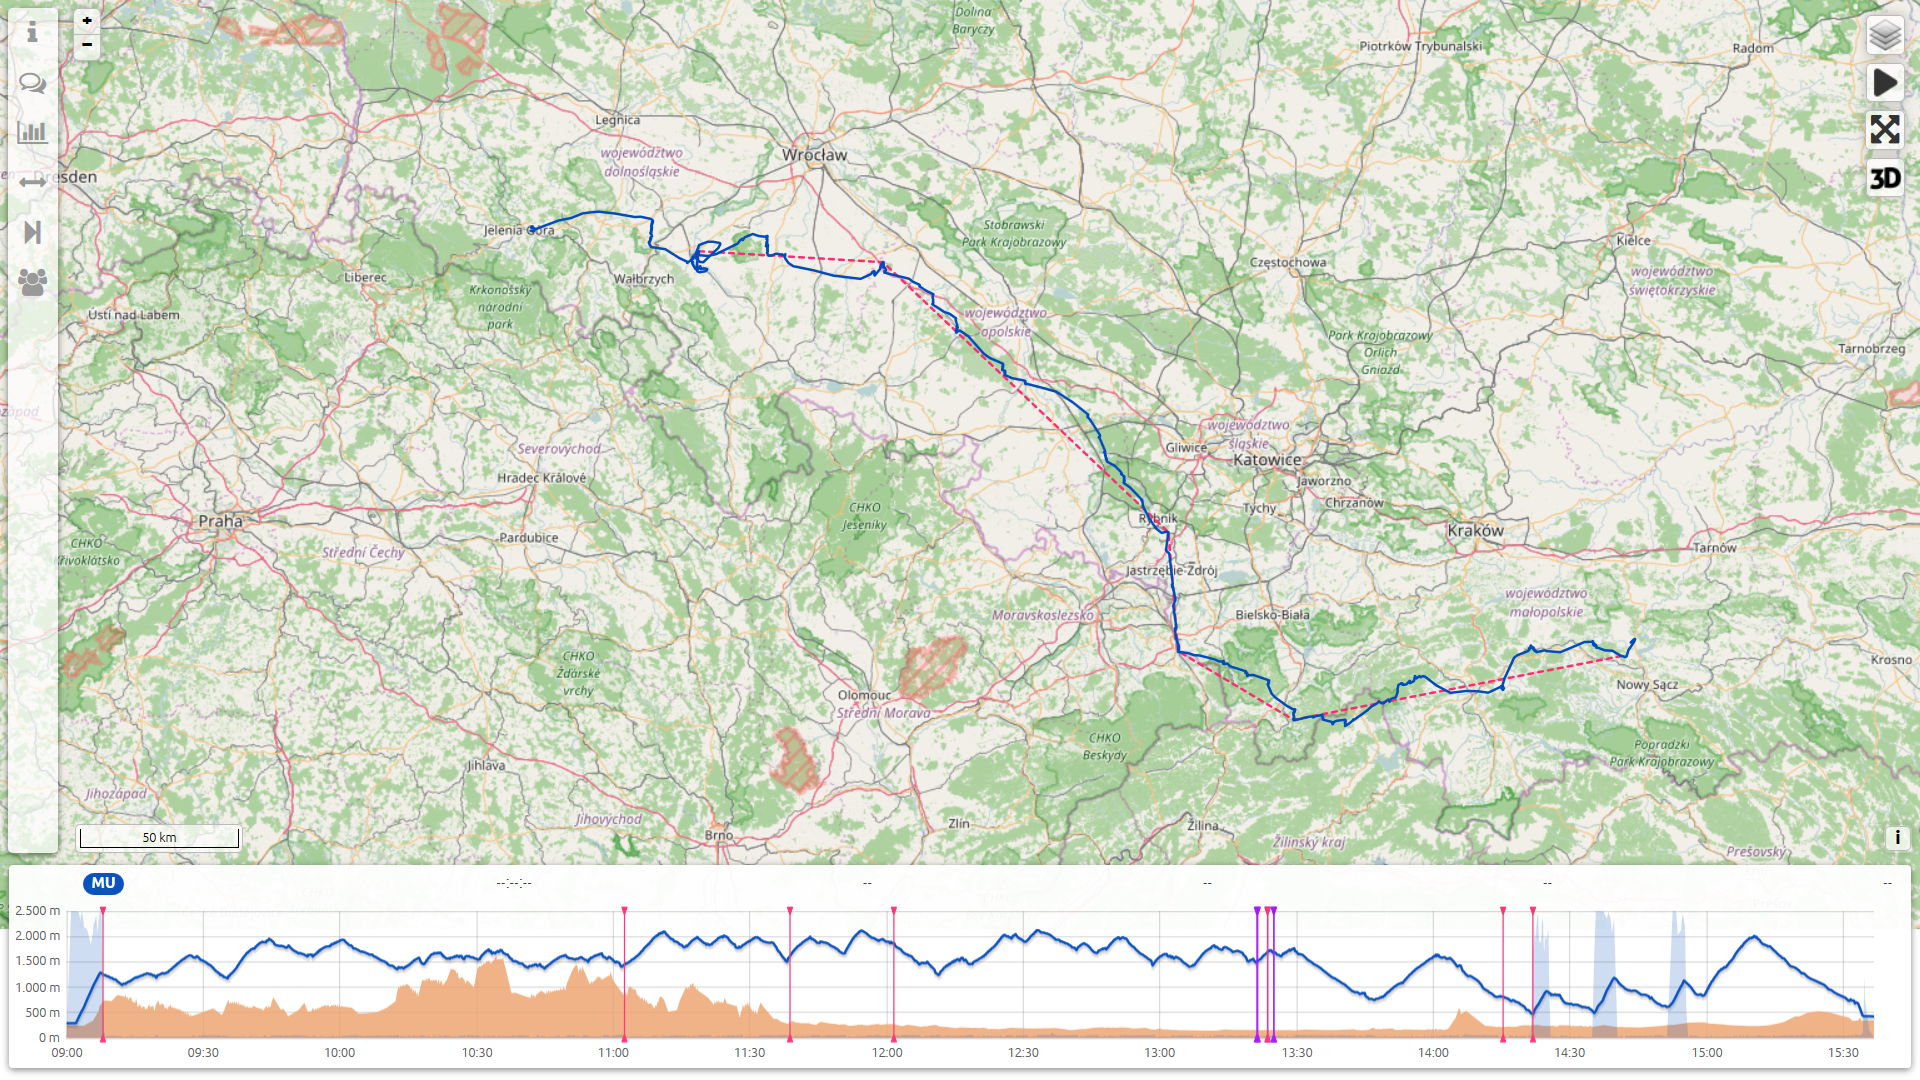 +
−
Dolina
Baryczy
Piotrków Trybunalski
Radom
Legnica
Wrocław
województwo
dolnośląskie
Dresden
Jelenia Góra
Stobrawski
Park Krajobrazowy
Kielce
Częstochowa
województwo
świętokrzyskie
Liberec
Wałbrzych
Krkonošský
národní
park
Ústí nad Labem
województwo
opolskie
Park Krajobrazowy
Orlich
Gniazd
Tarnobrzeg
Severovýchod
Gliwice
województwo
śląskie
Katowice
Jaworzno
Hradec Králové
Chrzanów
Tychy
CHKO
Jeseníky
Rybnik
Praha
Kraków
Pardubice
Střední Čechy
CHKO
Křivoklátsko
Tarnów
Jastrzębie-Zdrój
województwo
małopolskie
Moravskoslezsko
Bielsko-Biała
CHKO
Žďárské
vrchy
Krosno
Nowy Sącz
Olomouc
Střední Morava
CHKO
Beskydy
Popradzki
Park Krajobrazowy
Jihlava
Jihozápad
Jihovýchod
Brno
Zlín
Žilina
Žilinský kraj
Prešovský
3D
50 km
i
MU --:--:-- -- -- -- --
2.500 m
2.000 m
1.500 m
1.000 m
500 m
0 m
09:00 09:30 10:00 10:30 11:00 11:30 12:00 12:30 13:00 13:30 14:00 14:30 15:00 15:30